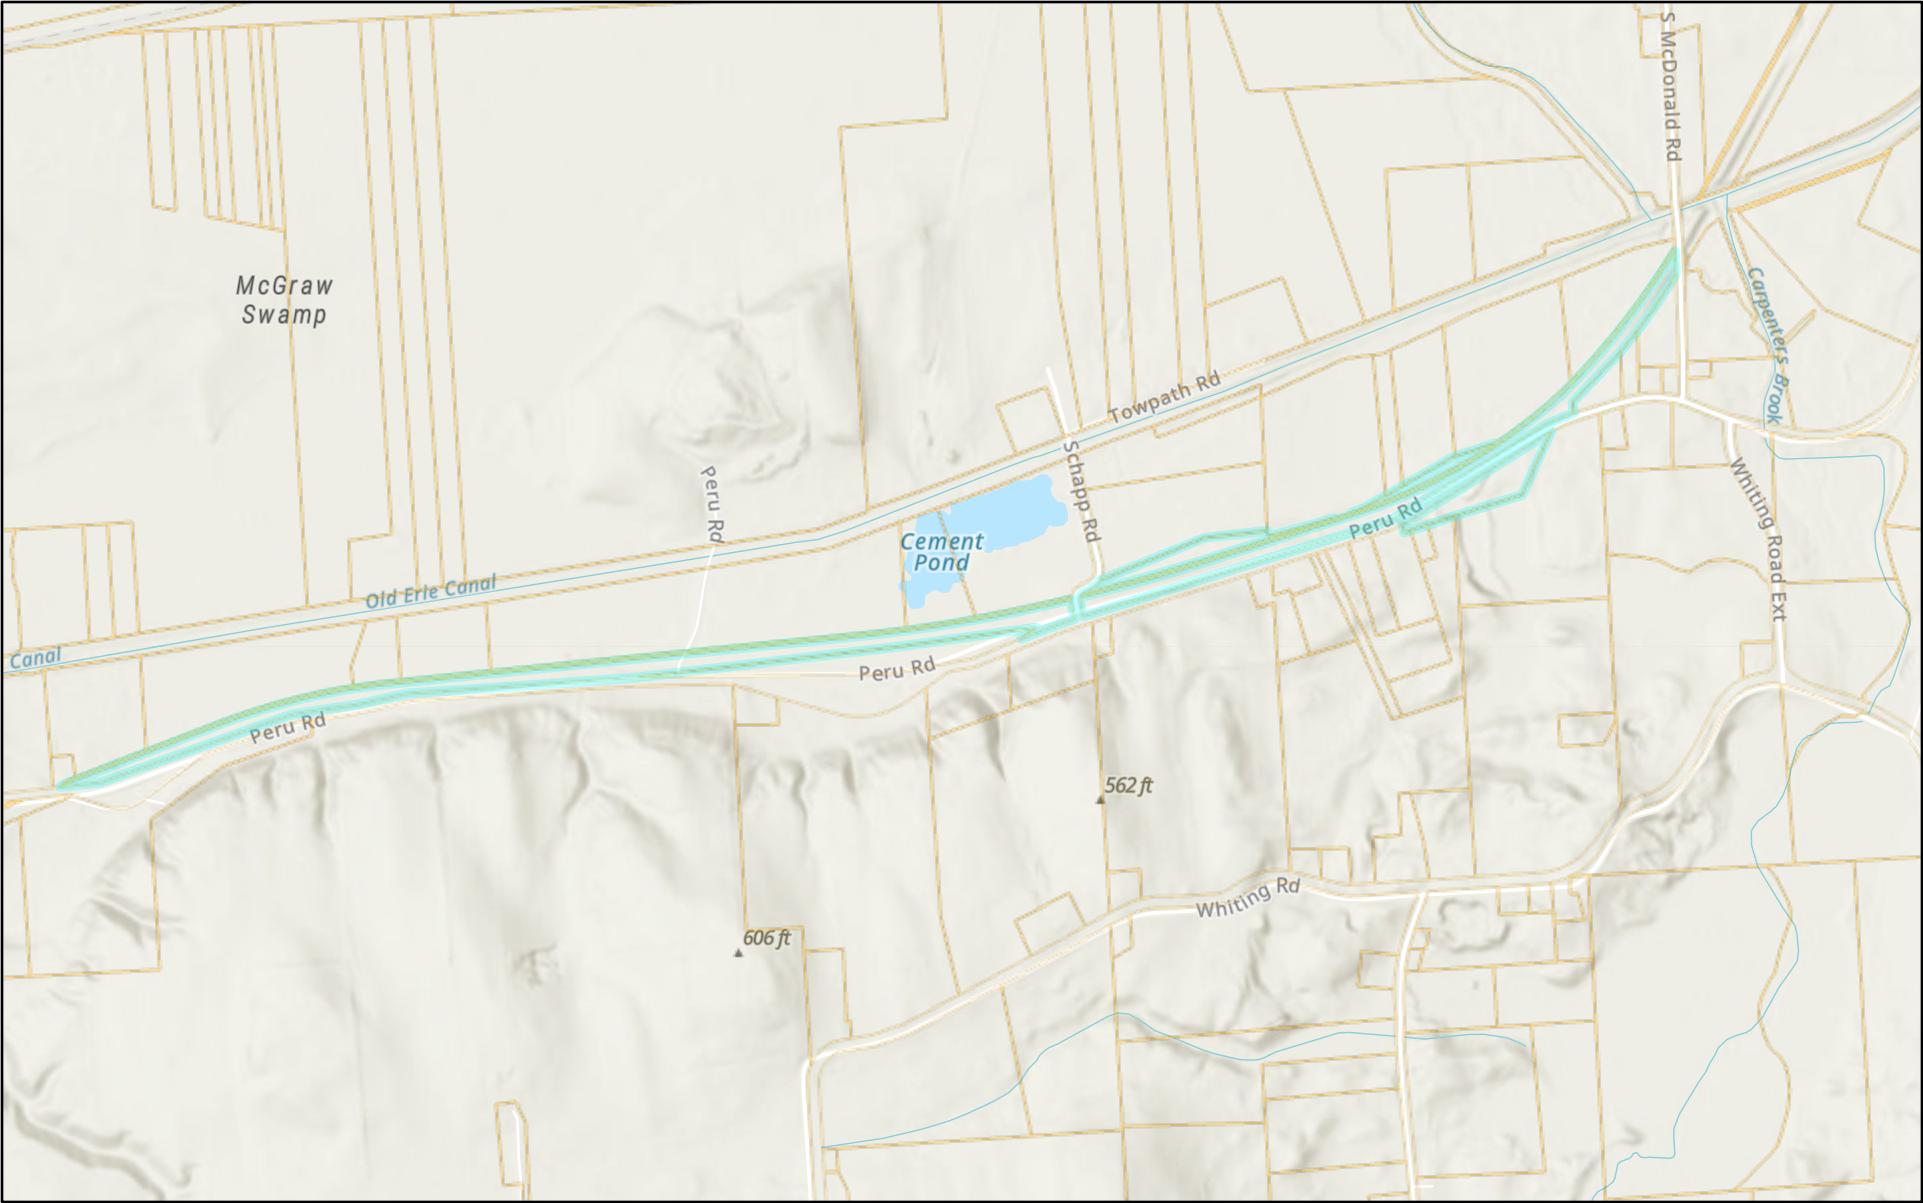 S McDonald Rd
McGraw
Swamp
Carpenters Brook
Towpath Rd
Schapp Rd
Peru Rd
Whiting Road Ext
Peru Rd
Cement
Pond
Old Erie Canal
Canal
Peru Rd
Peru Rd
562 ft
Whiting Rd
606 ft